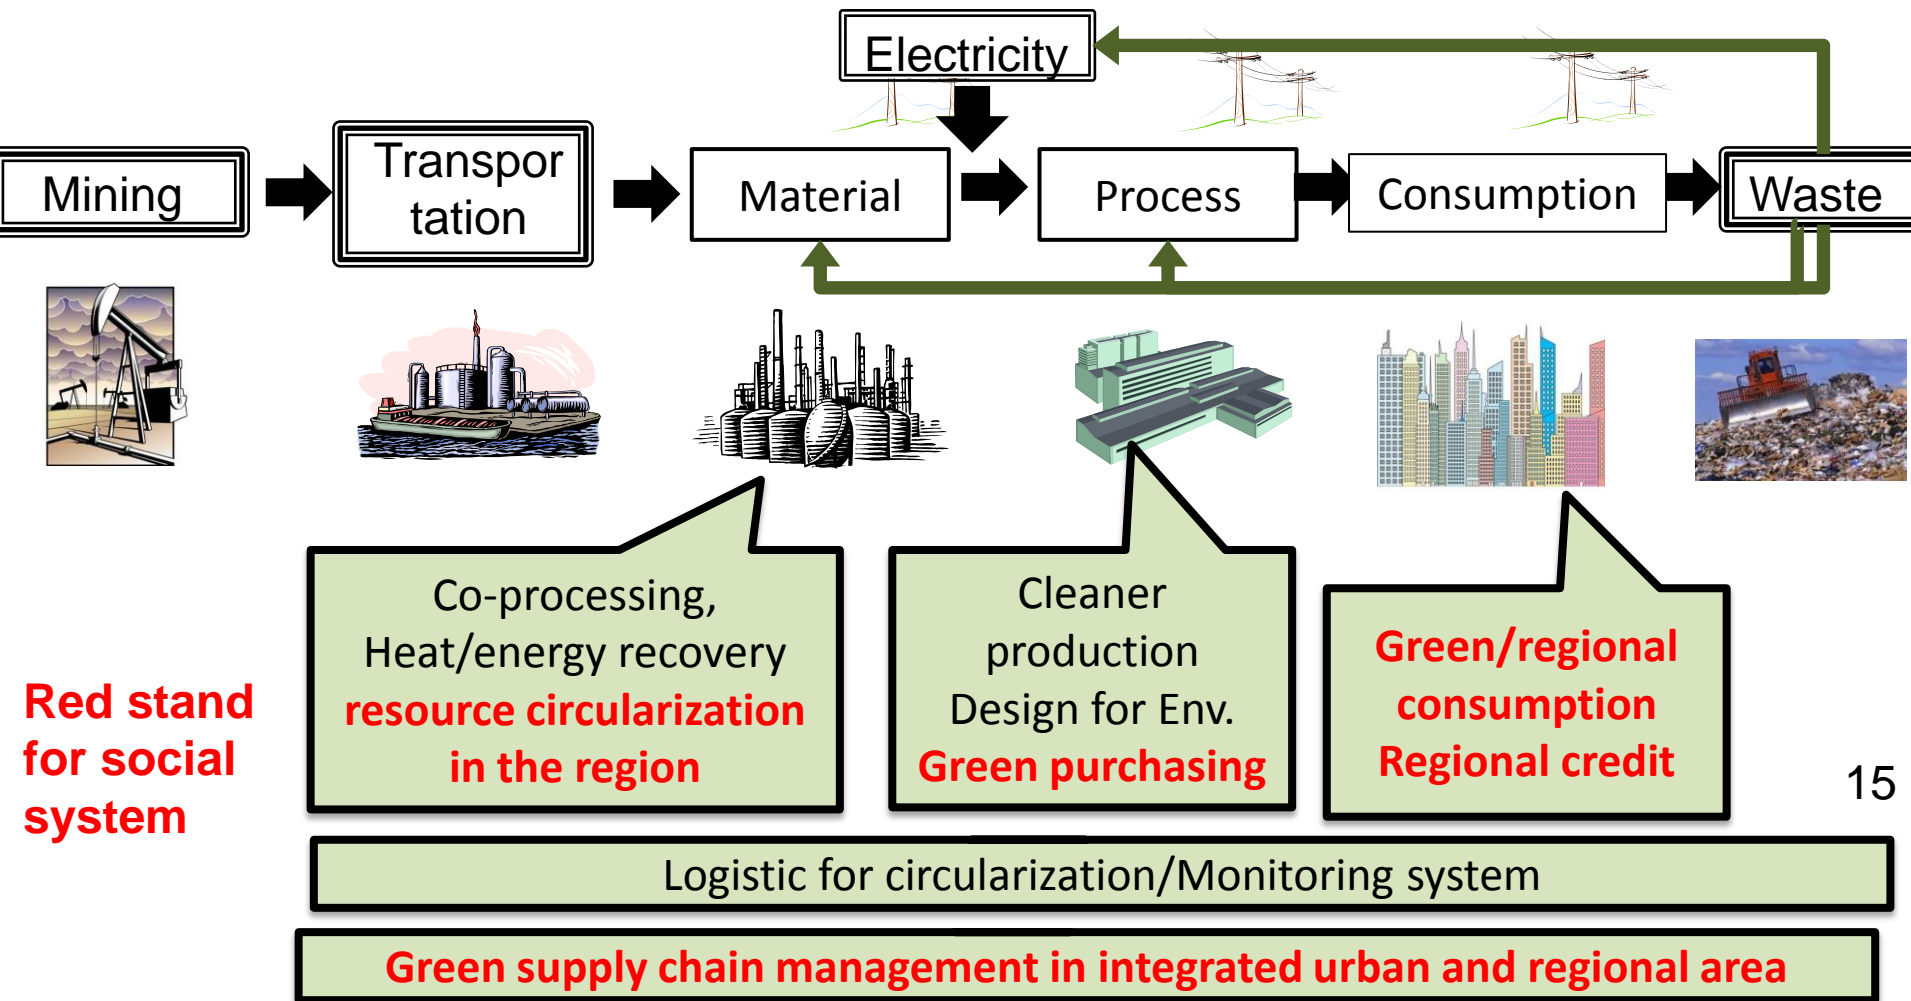 Electricity
Mining
Transpor
tation
Material
Process
Consumption
Waste
Co-processing,
Heat/energy recovery
resource circularization
in the region
Cleaner
production
Design for Env.
Green purchasing
Green/regional
consumption
Regional credit
Red stand
for social
system
15
Logistic for circularization/Monitoring system
Green supply chain management in integrated urban and regional area